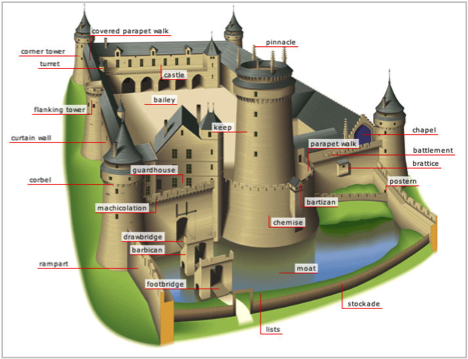 covered parapet walk
pinnacle
corner tower
turret
castle
bailey
flanking tower
keep
chapel
curtain wall
parapet walk
battlement
brattice
guardhouse
corbel
postern
machicolation
bartizan
chemise
drawbridge
barbican
rampart
moat
footbridge
stockade
lists